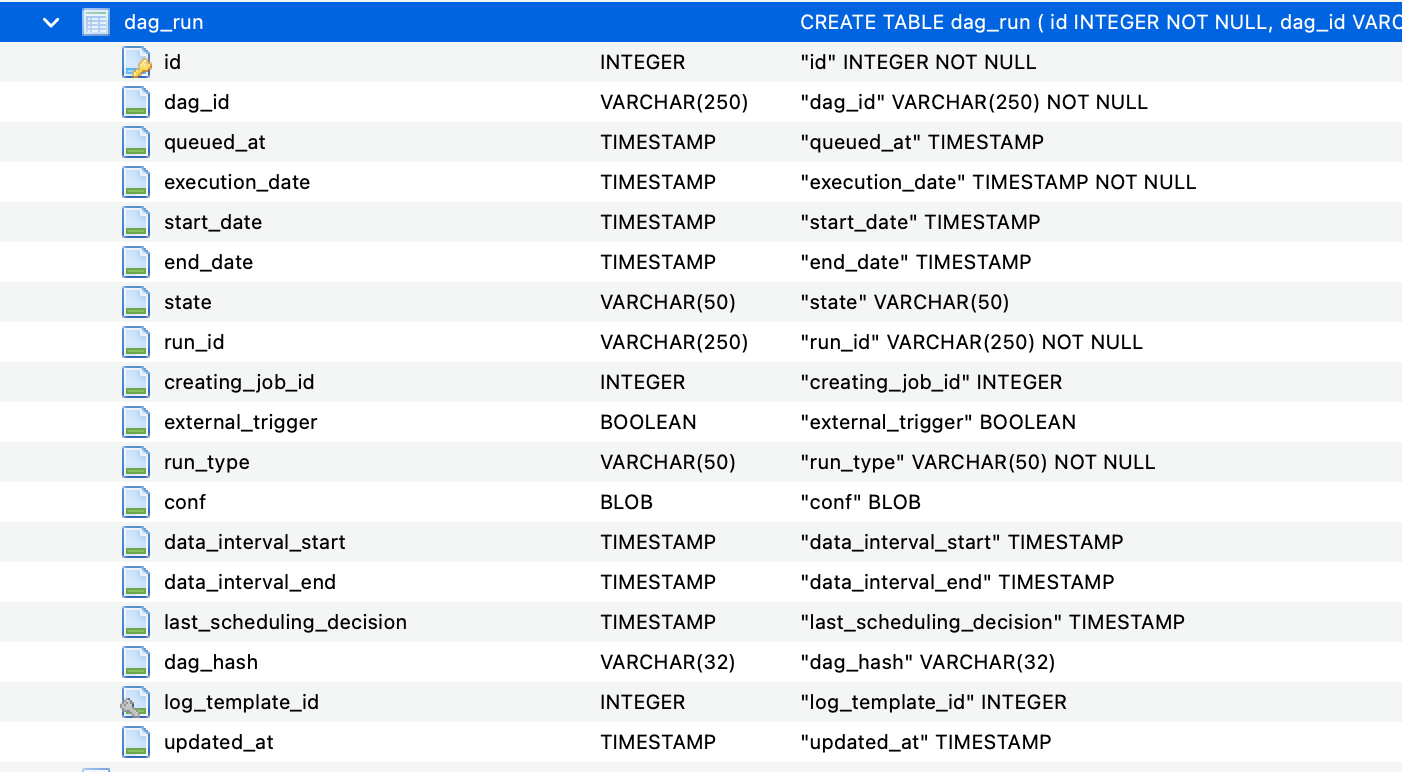 dag_run CREATE TABLE dag_run ( id INTEGER NOT NULL, dag_id VARC
id INTEGER "id" INTEGER NOT NULL
dag_id VARCHAR(250) "dag_id" VARCHAR(250) NOT NULL
queued_at TIMESTAMP "queued_at" TIMESTAMP
execution_date TIMESTAMP "execution_date" TIMESTAMP NOT NULL
start_date TIMESTAMP "start_date" TIMESTAMP
end_date TIMESTAMP "end_date" TIMESTAMP
state VARCHAR(50) "state" VARCHAR(50)
run_id VARCHAR(250) "run_id" VARCHAR(250) NOT NULL
creating_job_id INTEGER "creating_job_id" INTEGER
external_trigger BOOLEAN "external_trigger" BOOLEAN
run_type VARCHAR(50) "run_type" VARCHAR(50) NOT NULL
conf BLOB "conf" BLOB
data_interval_start TIMESTAMP "data_interval_start" TIMESTAMP
data_interval_end TIMESTAMP "data_interval_end" TIMESTAMP
last_scheduling_decision TIMESTAMP "last_scheduling_decision" TIMESTAMP
dag_hash VARCHAR(32) "dag_hash" VARCHAR(32)
log_template_id INTEGER "log_template_id" INTEGER
updated_at TIMESTAMP "updated_at" TIMESTAMP